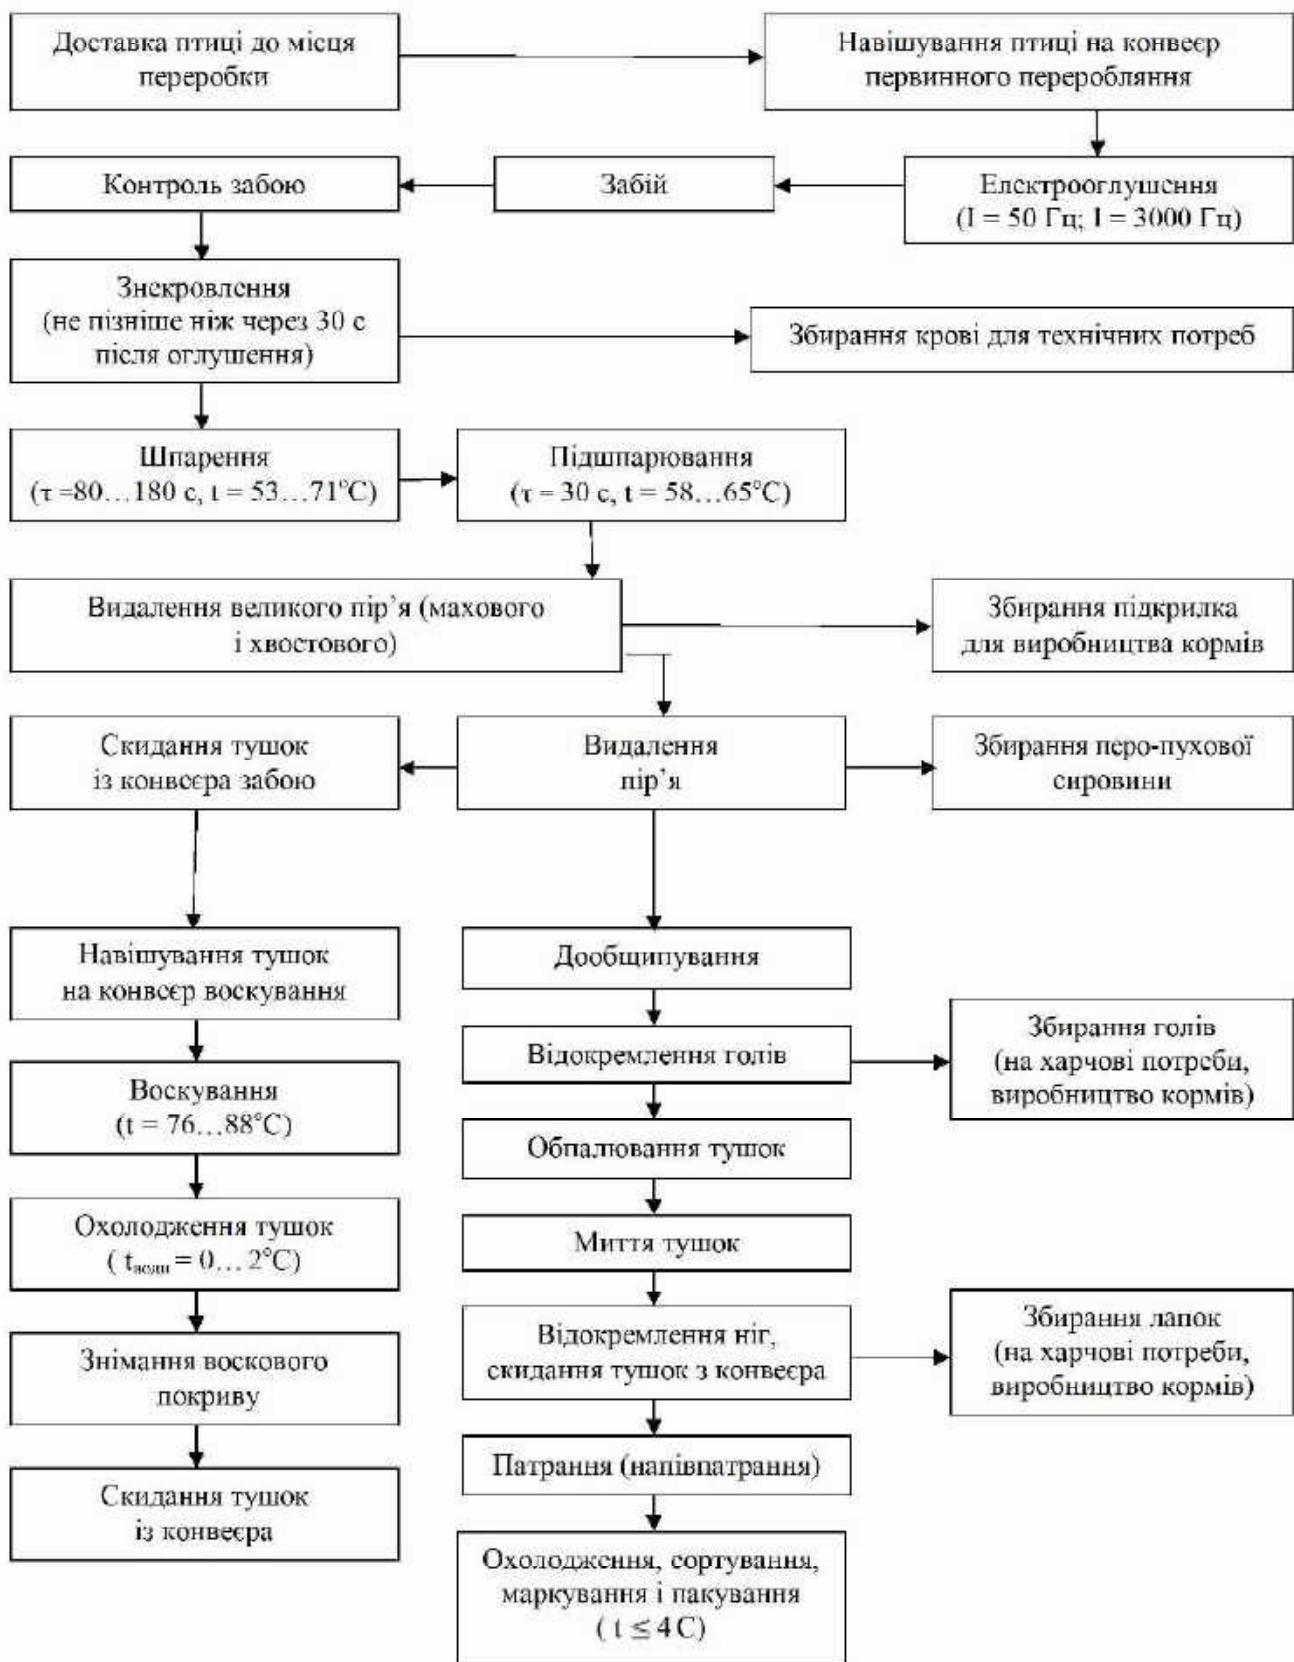 Доставка птиці до місця
переробки
Навішування птиці на конвеєр
первинного переробляння
Контроль забою
Забій
Електрооглушення
(I = 50 Гц; I = 3000 Гц)
Знекровлення
(не пізніше ніж через 30 с
після оглушення)
Збирання крові для технічних потреб
Шпарення
(τ =80…180 с, t = 53…71°С)
Підшпарювання
(τ = 30 с, t = 58…65°С)
Видалення великого пір’я (махового
і хвостового)
Збирання підкрилка
для виробництва кормів
Скидання тушок
із конвеєра забою
Видалення
пір’я
Збирання перо-пухової
сировини
Навішування тушок
на конвеєр воскування
Дообщипування
Відокремлення голів
Збирання голів
(на харчові потреби,
виробництво кормів)
Воскування
(t = 76…88°С)
Обпалювання тушок
Охолодження тушок
( tводи = 0… 2°С)
Миття тушок
Відокремлення ніг,
скидання тушок з конвеєра
Збирання лапок
(на харчові потреби,
виробництво кормів)
Знімання воскового
покриву
Патрання (напівпатрання)
Скидання тушок
із конвеєра
Охолодження, сортування,
маркування і пакування
( t ≤ 4 С)